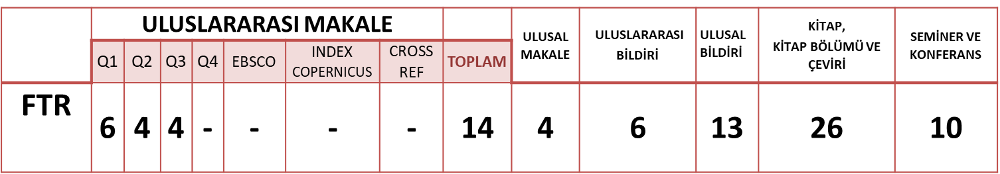 ULUSLARARASI MAKALE
ULUSAL
MAKALE
ULUSLARARASI
BİLDİRİ
ULUSAL
BİLDİRİ
KİTAP,
KİTAP BÖLÜMÜ VE
ÇEVİRİ
SEMİNER VE
KONFERANS
Q1 Q2 Q3 Q4 EBSCO
INDEX
COPERNICUS
CROSS
REF
TOPLAM
FTR
6 4 4 - - - - 14 4 6 13 26 10